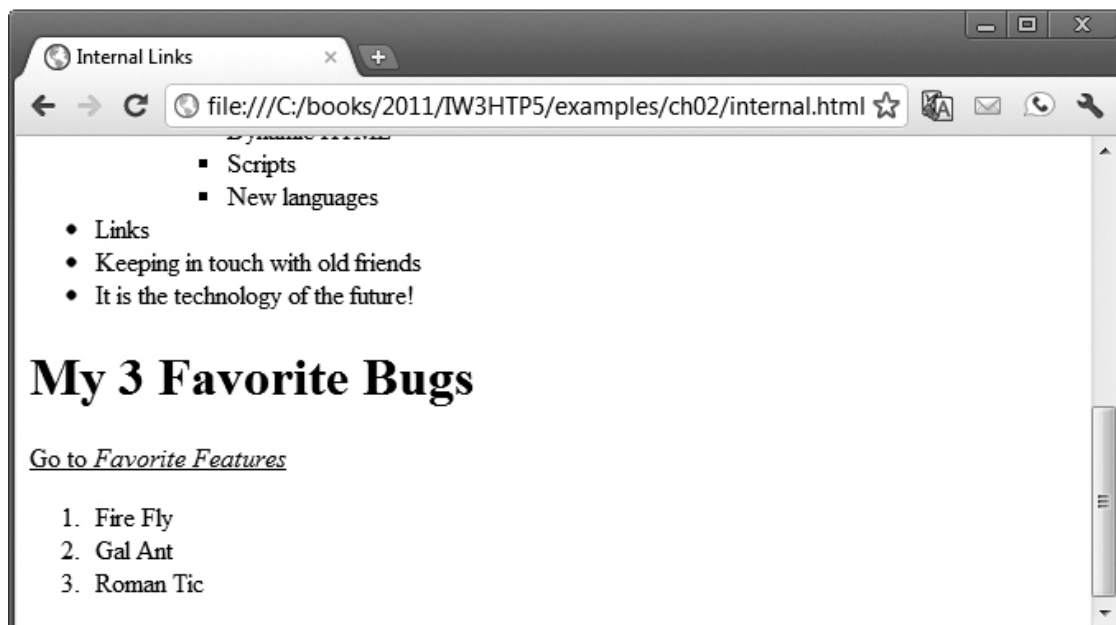 Internal Links
file:///C:/books/2011/IW3HTP5/examples/ch02/internal.html
Dynamic HTML
Scripts
New languages
Links
Keeping in touch with old friends
It is the technology of the future!
My 3 Favorite Bugs
Go to Favorite Features
1. Fire Fly
2. Gal Ant
3. Roman Tic